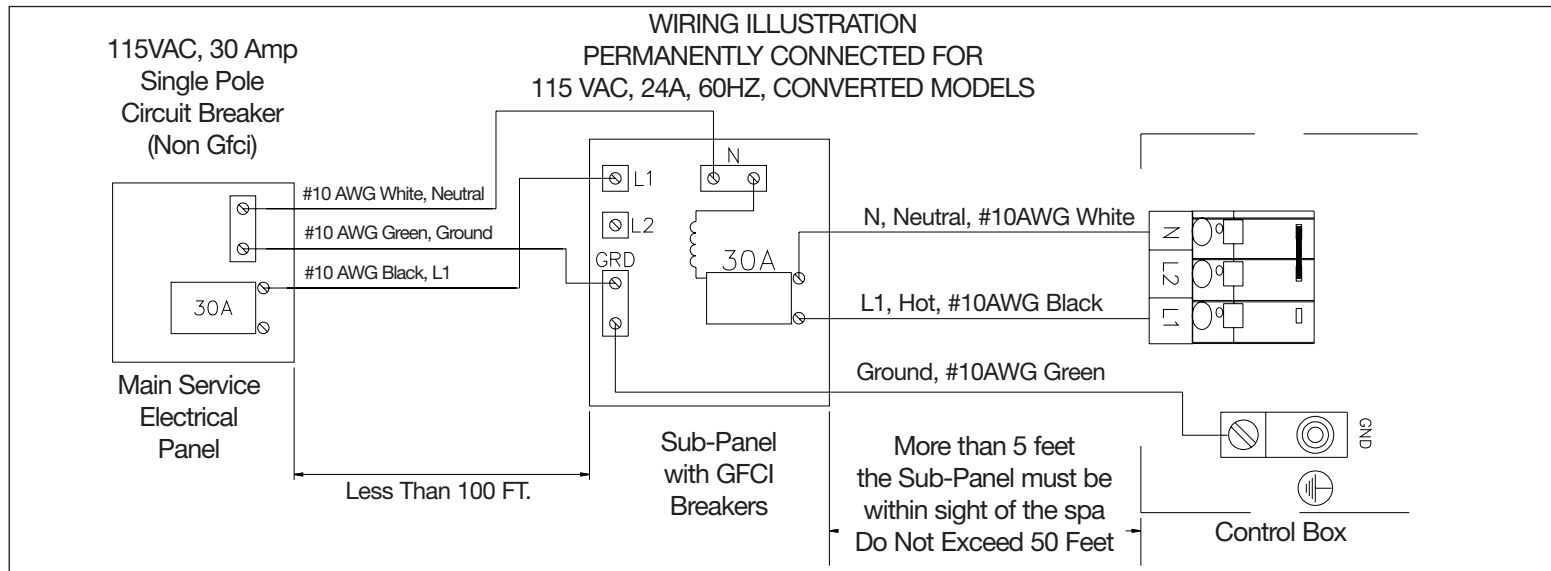 WIRING ILLUSTRATION
PERMANENTLY CONNECTED FOR
115 VAC, 24A, 60HZ, CONVERTED MODELS
115VAC, 30 Amp
Single Pole
Circuit Breaker
(Non Gfci)
#10 AWG White, Neutral
#10 AWG Green, Ground
#10 AWG Black, L1
30A
Main Service
Electrical
Panel
Less Than 100 FT.
L1
N
L2
GRD
30A
Sub-Panel
with GFCI
Breakers
N, Neutral, #10AWG White
L1, Hot, #10AWG Black
Ground, #10AWG Green
More than 5 feet
the Sub-Panel must be
within sight of the spa
Do Not Exceed 50 Feet
N
L2
L1
GND
Control Box